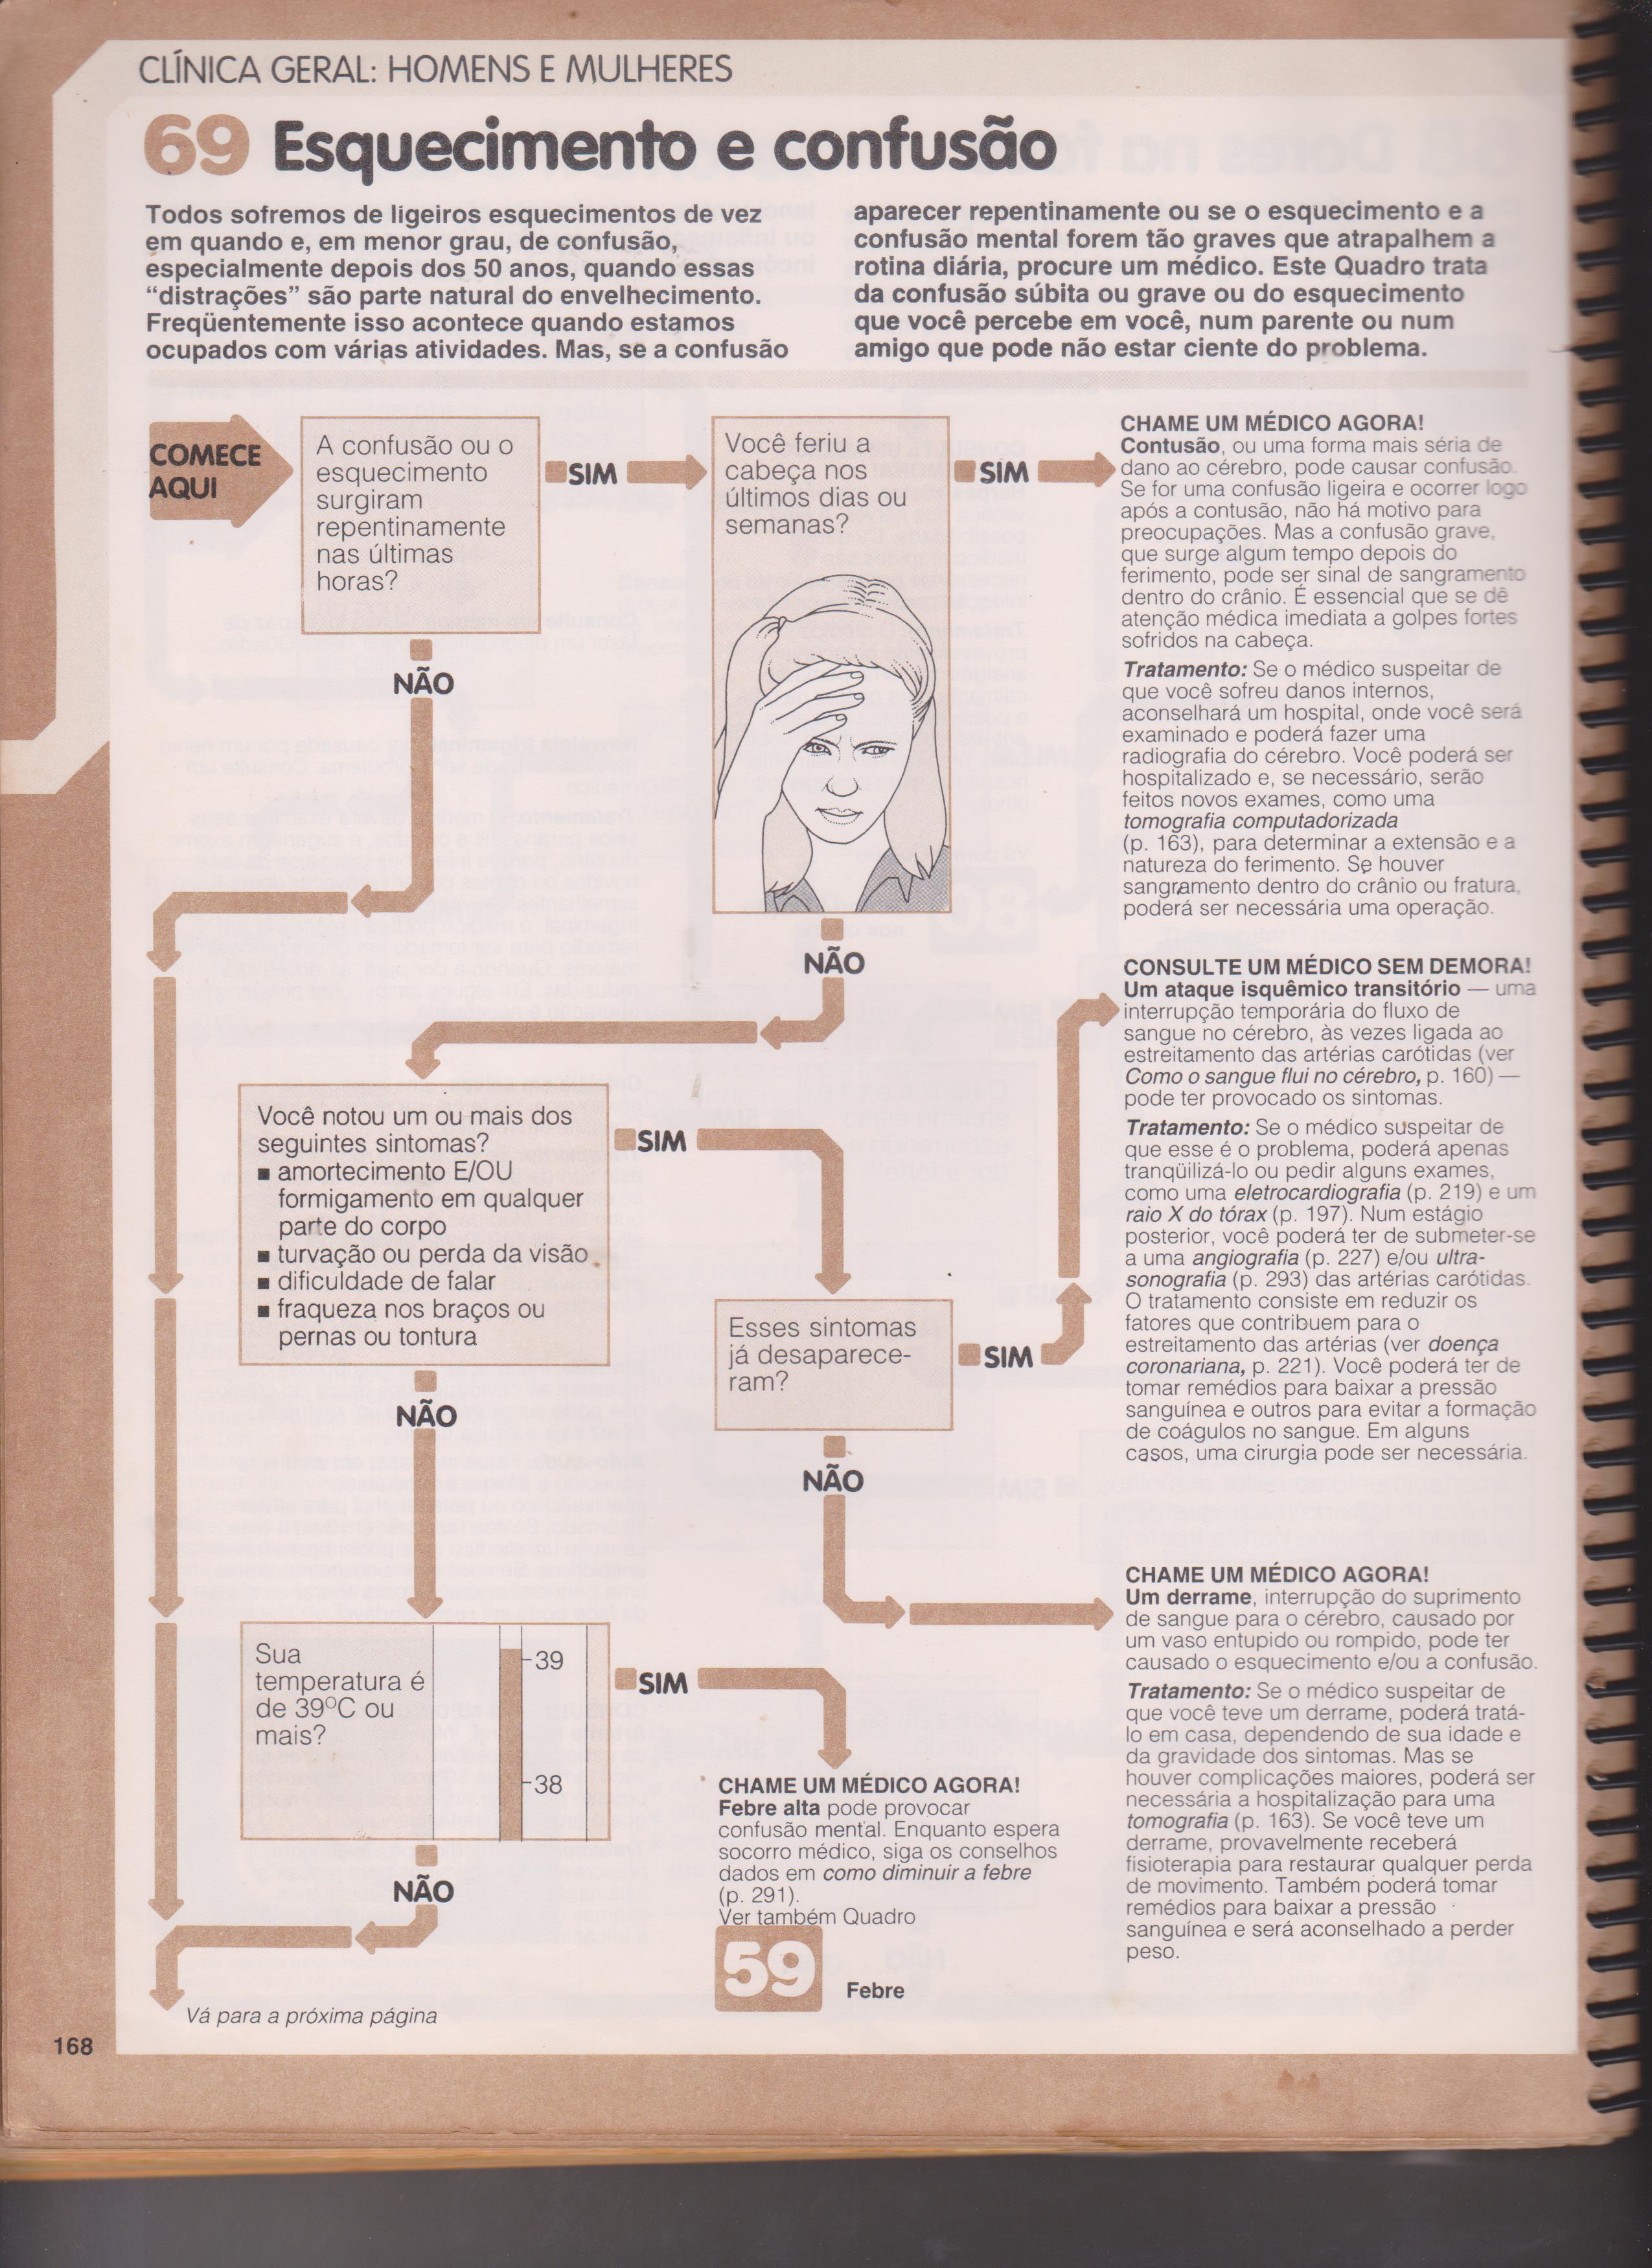 CLÍNICA GERAL: HOMENS E MULHERES
69 Esquecimento e confusão
Todos sofremos de ligeiros esquecimentos de vez
em quando e, em menor grau, de confusão,
especialmente depois dos 50 anos, quando essas
“distrações” são parte natural do envelhecimento.
Freqüentemente isso acontece quando estamos
ocupados com várias atividades. Mas, se a confusão
aparecer repentinamente ou se o esquecimento e a
confusão mental forem tão graves que atrapalhem a
rotina diária, procure um médico. Este Quadro trata
da confusão súbita ou grave ou do esquecimento
que você percebe em você, num parente ou num
amigo que pode não estar ciente do problema.
COMECE
AQUI
A confusão ou o
esquecimento
surgiram
repentinamente
nas últimas
horas?
SIM
NÃO
Você feriu a
cabeça nos
últimos dias ou
semanas?
SIM
NÃO
CHAME UM MÉDICO AGORA!
Contusão, ou uma forma mais séria de
dano ao cérebro, pode causar confusão.
Se for uma confusão ligeira e ocorrer logo
após a contusão, não há motivo para
preocupações. Mas a confusão grave,
que surge algum tempo depois do
ferimento, pode ser sinal de sangramento
dentro do crânio. É essencial que se dê
atenção médica imediata a golpes fortes
sofridos na cabeça.
Tratamento: Se o médico suspeitar de
que você sofreu danos internos,
aconselhará um hospital, onde você será
examinado e poderá fazer uma
radiografia do cérebro. Você poderá ser
hospitalizado e, se necessário, serão
feitos novos exames, como uma
tomografia computadorizada
(p. 163), para determinar a extensão e a
natureza do ferimento. Se houver
sangramento dentro do crânio ou fratura,
poderá ser necessária uma operação.
Você notou um ou mais dos
seguintes sintomas?
■ amortecimento E/OU
formigamento em qualquer
parte do corpo
■ turvação ou perda da visão
■ dificuldade de falar
■ fraqueza nos braços ou
pernas ou tontura
SIM
NÃO
Esses sintomas
já desaparece-
ram?
SIM
NÃO
CONSULTE UM MÉDICO SEM DEMORA!
Um ataque isquêmico transitório — uma
interrupção temporária do fluxo de
sangue no cérebro, às vezes ligada ao
estreitamento das artérias carótidas (ver
Como o sangue flui no cérebro, p. 160) —
pode ter provocado os sintomas.
Tratamento: Se o médico suspeitar de
que esse é o problema, poderá apenas
tranqüilizá-lo ou pedir alguns exames,
como uma eletrocardiografia (p. 219) e um
raio X do tórax (p. 197). Num estágio
posterior, você poderá ter de submeter-se
a uma angiografia (p. 227) e/ou ultra-
sonografia (p. 293) das artérias carótidas.
O tratamento consiste em reduzir os
fatores que contribuem para o
estreitamento das artérias (ver doença
coronariana, p. 221). Você poderá ter de
tomar remédios para baixar a pressão
sanguínea e outros para evitar a formação
de coágulos no sangue. Em alguns
casos, uma cirurgia pode ser necessária.
CHAME UM MÉDICO AGORA!
Um derrame, interrupção do suprimento
de sangue para o cérebro, causado por
um vaso entupido ou rompido, pode ter
causado o esquecimento e/ou a confusão.
Tratamento: Se o médico suspeitar de
que você teve um derrame, poderá tratá-
lo em casa, dependendo de sua idade e
da gravidade dos sintomas. Mas se
houver complicações maiores, poderá ser
necessária a hospitalização para uma
tomografia (p. 163). Se você teve um
derrame, provavelmente receberá
fisioterapia para restaurar qualquer perda
de movimento. Também poderá tomar
remédios para baixar a pressão
sanguínea e será aconselhado a perder
peso.
Sua
temperatura é
de 39ºC ou
mais?
39
38
SIM
NÃO
CHAME UM MÉDICO AGORA!
Febre alta pode provocar
confusão mental. Enquanto espera
socorro médico, siga os conselhos
dados em como diminuir a febre
(p. 291).
Ver também Quadro
59 Febre
Vá para a próxima página
168